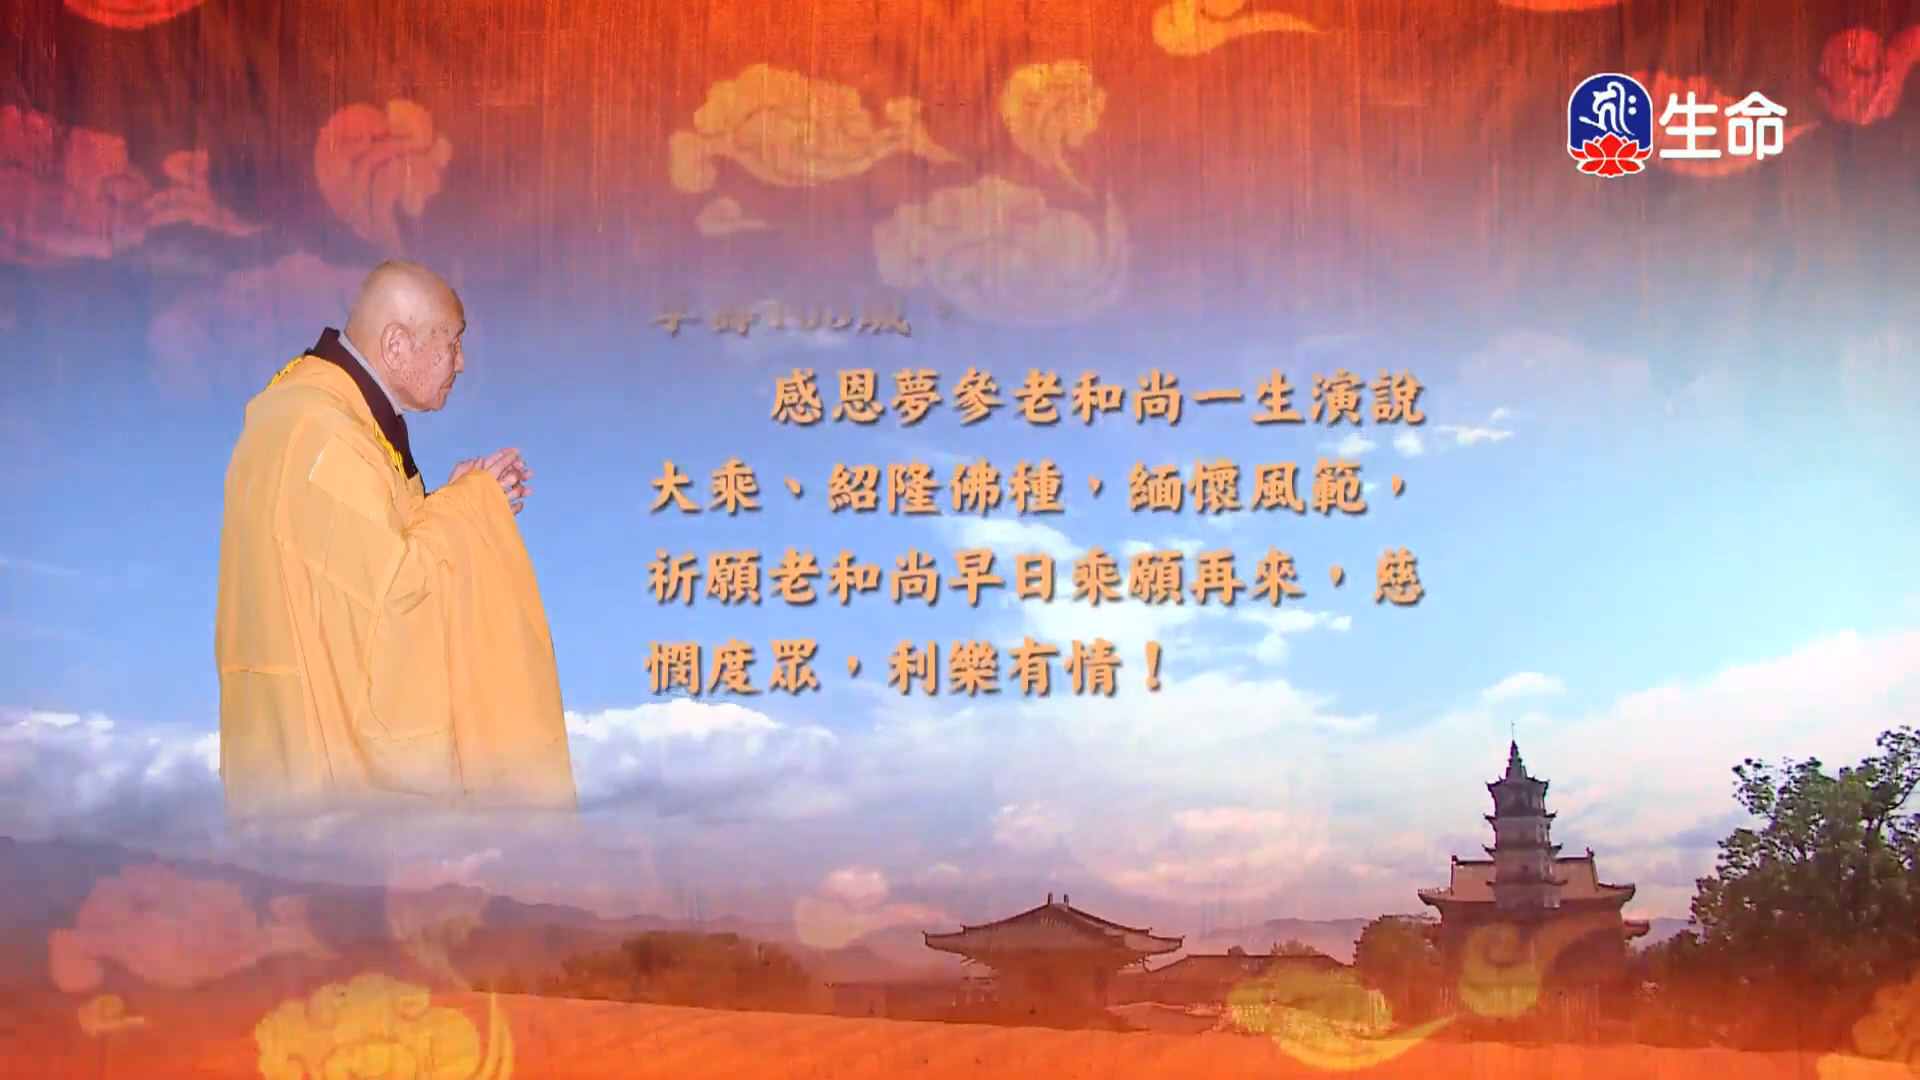 生命
感恩夢參老和尚一生演說
大乘、紹隆佛種，緬懷風範，
祈願老和尚早日乘願再來，慈
憫度眾，利樂有情！